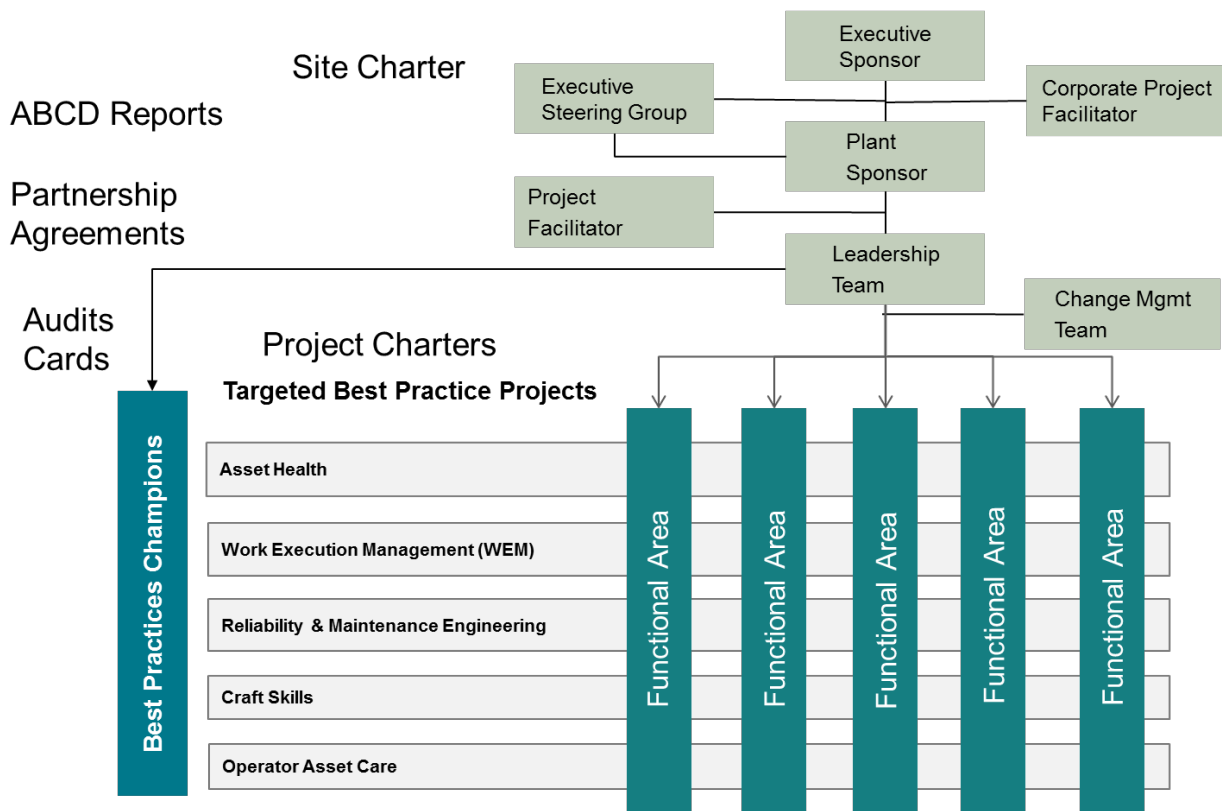 Executive
Sponsor
Site Charter
Executive
Steering Group
Corporate Project
Facilitator
ABCD Reports
Plant
Sponsor
Partnership
Agreements
Project
Facilitator
Leadership
Team
Change Mgmt
Team
Audits
Cards
Project Charters
Targeted Best Practice Projects
Best Practices Champions
Asset Health
Work Execution Management (WEM)
Reliability & Maintenance Engineering
Craft Skills
Operator Asset Care
Functional Area
Functional Area
Functional Area
Functional Area
Functional Area